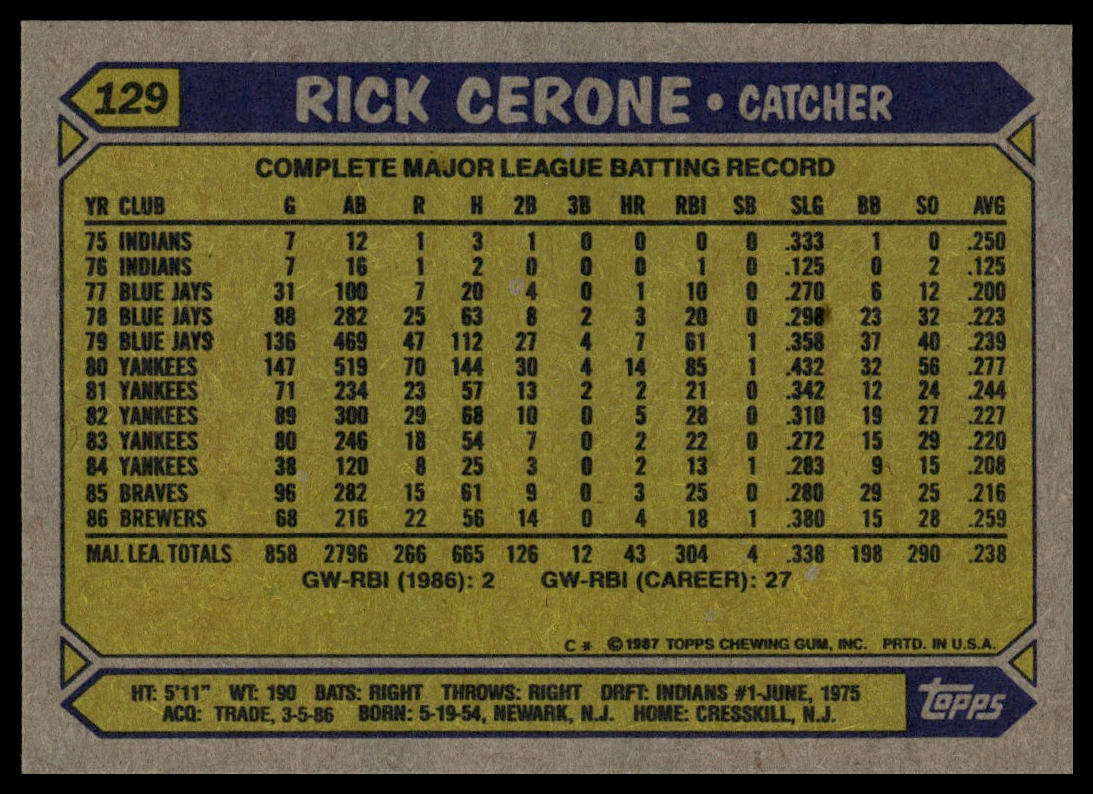 129 RICK CERONE • CATCHER
COMPLETE MAJOR LEAGUE BATTING RECORD
YR CLUB G AB R H 2B 3B HR RBI SB SLG BB SO AVG
75 INDIANS 7 12 1 3 1 0 0 0 0 .333 1 0 .250
76 INDIANS 7 16 1 2 0 0 0 1 0 .125 0 2 .125
77 BLUE JAYS 31 100 7 20 4 0 1 10 0 .270 6 12 .200
78 BLUE JAYS 88 282 25 63 8 2 3 20 0 .298 23 32 .223
79 BLUE JAYS 136 469 47 112 27 4 7 61 1 .358 37 40 .239
80 YANKEES 147 519 70 144 30 4 14 85 1 .432 32 56 .277
81 YANKEES 71 234 23 57 13 2 2 21 0 .342 12 24 .244
82 YANKEES 89 300 29 68 10 0 5 28 0 .310 19 27 .227
83 YANKEES 80 246 18 54 7 0 2 22 0 .272 15 29 .220
84 YANKEES 38 120 8 25 3 0 2 13 1 .283 9 15 .208
85 BRAVES 96 282 15 61 9 0 3 25 0 .280 29 25 .216
86 BREWERS 68 216 22 56 14 0 4 18 1 .380 15 28 .259
MAJ. LEA. TOTALS 858 2796 266 665 126 12 43 304 4 .338 198 290 .238
GW-RBI (1986): 2 GW-RBI (CAREER): 27
C * ©1987 TOPPS CHEWING GUM, INC. PRTD. IN U.S.A.
HT: 5'11" WT: 190 BATS: RIGHT THROWS: RIGHT DRFT: INDIANS #1-JUNE, 1975
ACQ: TRADE, 3-5-86 BORN: 5-19-54, NEWARK, N.J. HOME: CRESSKILL, N.J.
topps